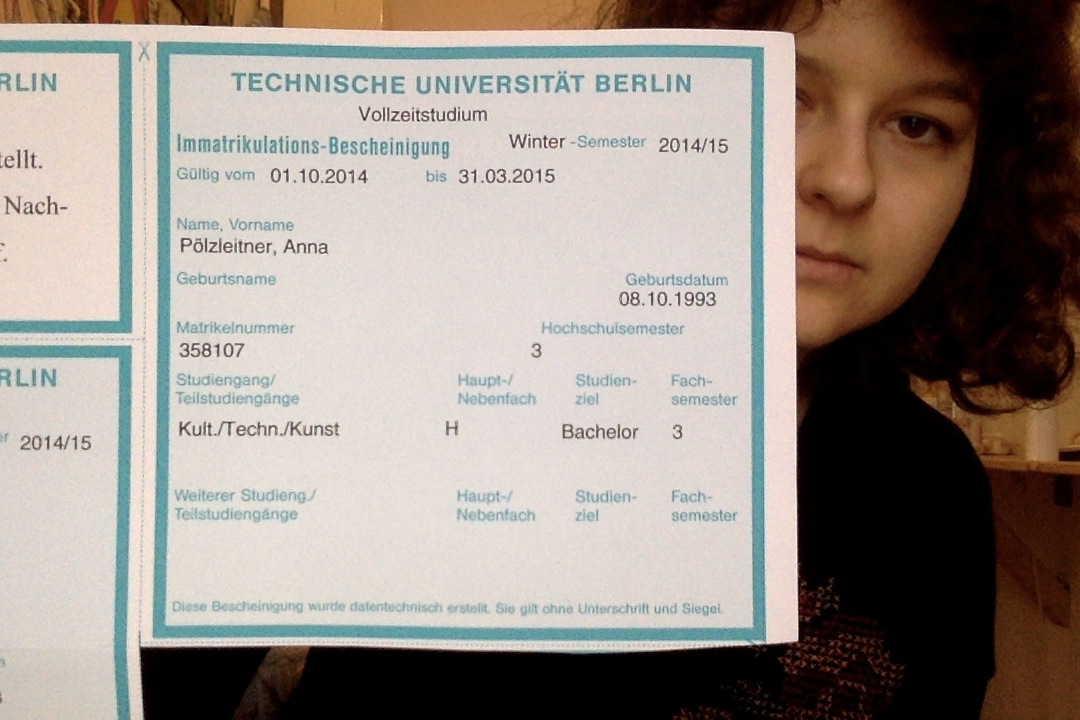 RLIN
tellt.
Nach-
RLIN
2014/15
TECHNISCHE UNIVERSITÄT BERLIN
Vollzeitstudium
Immatrikulations-Bescheinigung Winter -Semester 2014/15
Gültig vom 01.10.2014 bis 31.03.2015
Name, Vorname
Pölzleitner, Anna
Geburtsname Geburtsdatum
08.10.1993
Matrikelnummer Hochschulsemester
358107 3
Studiengang/ Haupt-/ Studien- Fach-
Teilstudiengänge Nebenfach ziel semester
Kult./Techn./Kunst H Bachelor 3
Weiterer Studieng./ Haupt-/ Studien- Fach-
Teilstudiengänge Nebenfach ziel semester
Diese Bescheinigung wurde datentechnisch erstellt. Sie gilt ohne Unterschrift und Siegel.